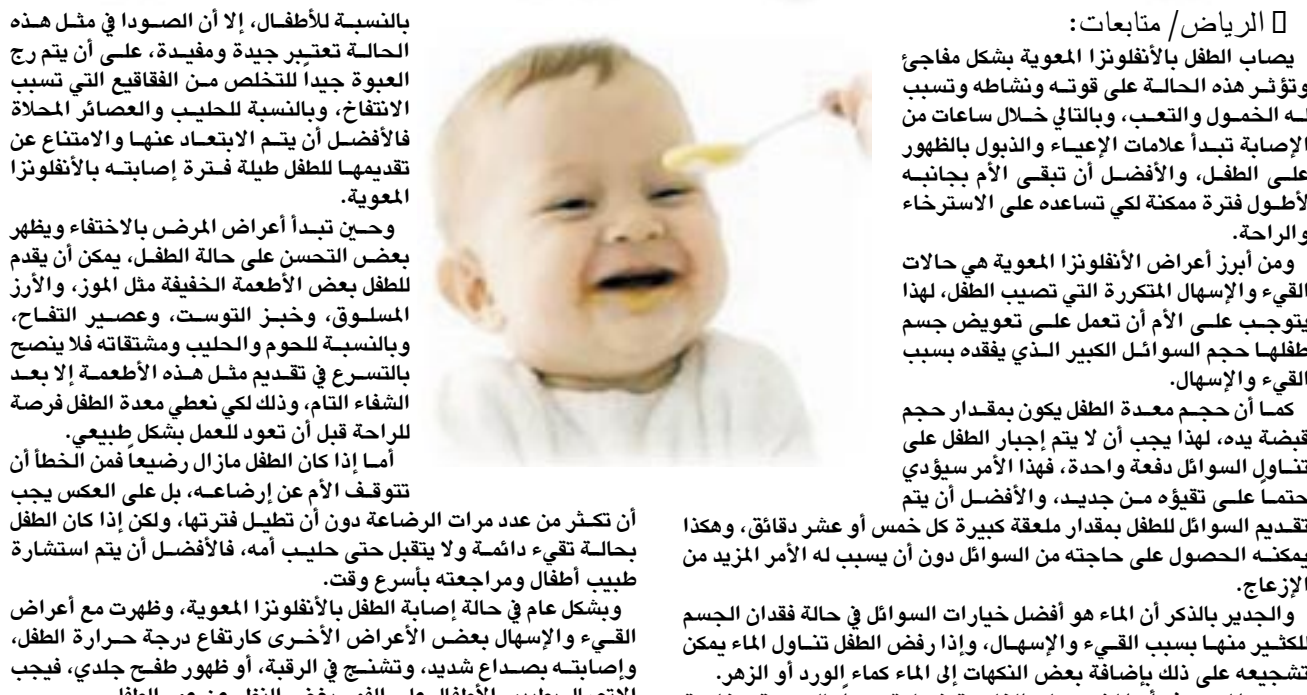 الرياض/ متابعات:
يصاب الطفل بالأنفلونزا المعوية بشكل مفاجئ
وتؤثر هذه الحالة على قوته ونشاطه وتسبب
له الخمول والتعب، وبالتالي خلال ساعات من
الإصابة تبدأ علامات الإعياء والذبول بالظهور
على الطفل، والأفضل أن تبقى الأم بجانبه
لأطول فترة ممكنة لكي تساعده على الاسترخاء
والراحة.
ومن أبرز أعراض الأنفلونزا المعوية هي حالات
القيء والإسهال المتكررة التي تصيب الطفل، لهذا
يتوجب على الأم أن تعمل على تعويض جسم
طفلها حجم السوائل الكبير الذي يفقده بسبب
القيء والإسهال.
كما أن حجم معدة الطفل يكون بمقدار حجم
قبضة يده، لهذا يجب أن لا يتم إجبار الطفل على
تناول السوائل دفعة واحدة، فهذا الأمر سيؤدي
حتماً على تقيؤه من جديد، والأفضل أن يتم
تقديم السوائل للطفل بمقدار ملعقة كبيرة كل خمس أو عشر دقائق، وهكذا
يمكنه الحصول على حاجته من السوائل دون أن يسبب له الأمر المزيد من
الإزعاج.
والجدير بالذكر أن الماء هو أفضل خيارات السوائل في حالة فقدان الجسم
للكثير منها بسبب القيء والإسهال، وإذا رفض الطفل تناول الماء يمكن
تشجيعه على ذلك بإضافة بعض النكهات إلى الماء كماء الورد أو الزهر.
بالنسبة للأطفال، إلا أن الصودا في مثل هذه
الحالة تعتبر جيدة ومفيدة، على أن يتم رج
العبوة جيداً للتخلص من الفقاقيع التي تسبب
الانتفاخ، وبالنسبة للحليب والعصائر المحلاة
فالأفضل أن يتم الابتعاد عنها والامتناع عن
تقديمها للطفل طيلة فترة إصابته بالأنفلونزا
المعوية.
وحين تبدأ أعراض المرض بالاختفاء ويظهر
بعض التحسن على حالة الطفل، يمكن أن يقدم
للطفل بعض الأطعمة الخفيفة مثل الموز، والأرز
المسلوق، وخبز التوست، وعصير التفاح،
وبالنسبة للحوم والحليب ومشتقاته فلا ينصح
بالتسرع في تقديم مثل هذه الأطعمة إلا بعد
الشفاء التام، وذلك لكي نعطي معدة الطفل فرصة
للراحة قبل أن تعود للعمل بشكل طبيعي.
أما إذا كان الطفل مازال رضيعاً فمن الخطأ أن
تتوقف الأم عن إرضاعه، بل على العكس يجب
أن تكثر من عدد مرات الرضاعة دون أن تطيل فترتها، ولكن إذا كان الطفل
بحالة تقيء دائمة ولا يتقبل حتى حليب أمه، فالأفضل أن يتم استشارة
طبيب أطفال ومراجعته بأسرع وقت.
وبشكل عام في حالة إصابة الطفل بالأنفلونزا المعوية، وظهرت مع أعراض
القيء والإسهال بعض الأعراض الأخرى كارتفاع درجة حرارة الطفل،
وإصابته بصداع شديد، وتشنج في الرقبة، أو ظهور طفح جلدي، فيجب